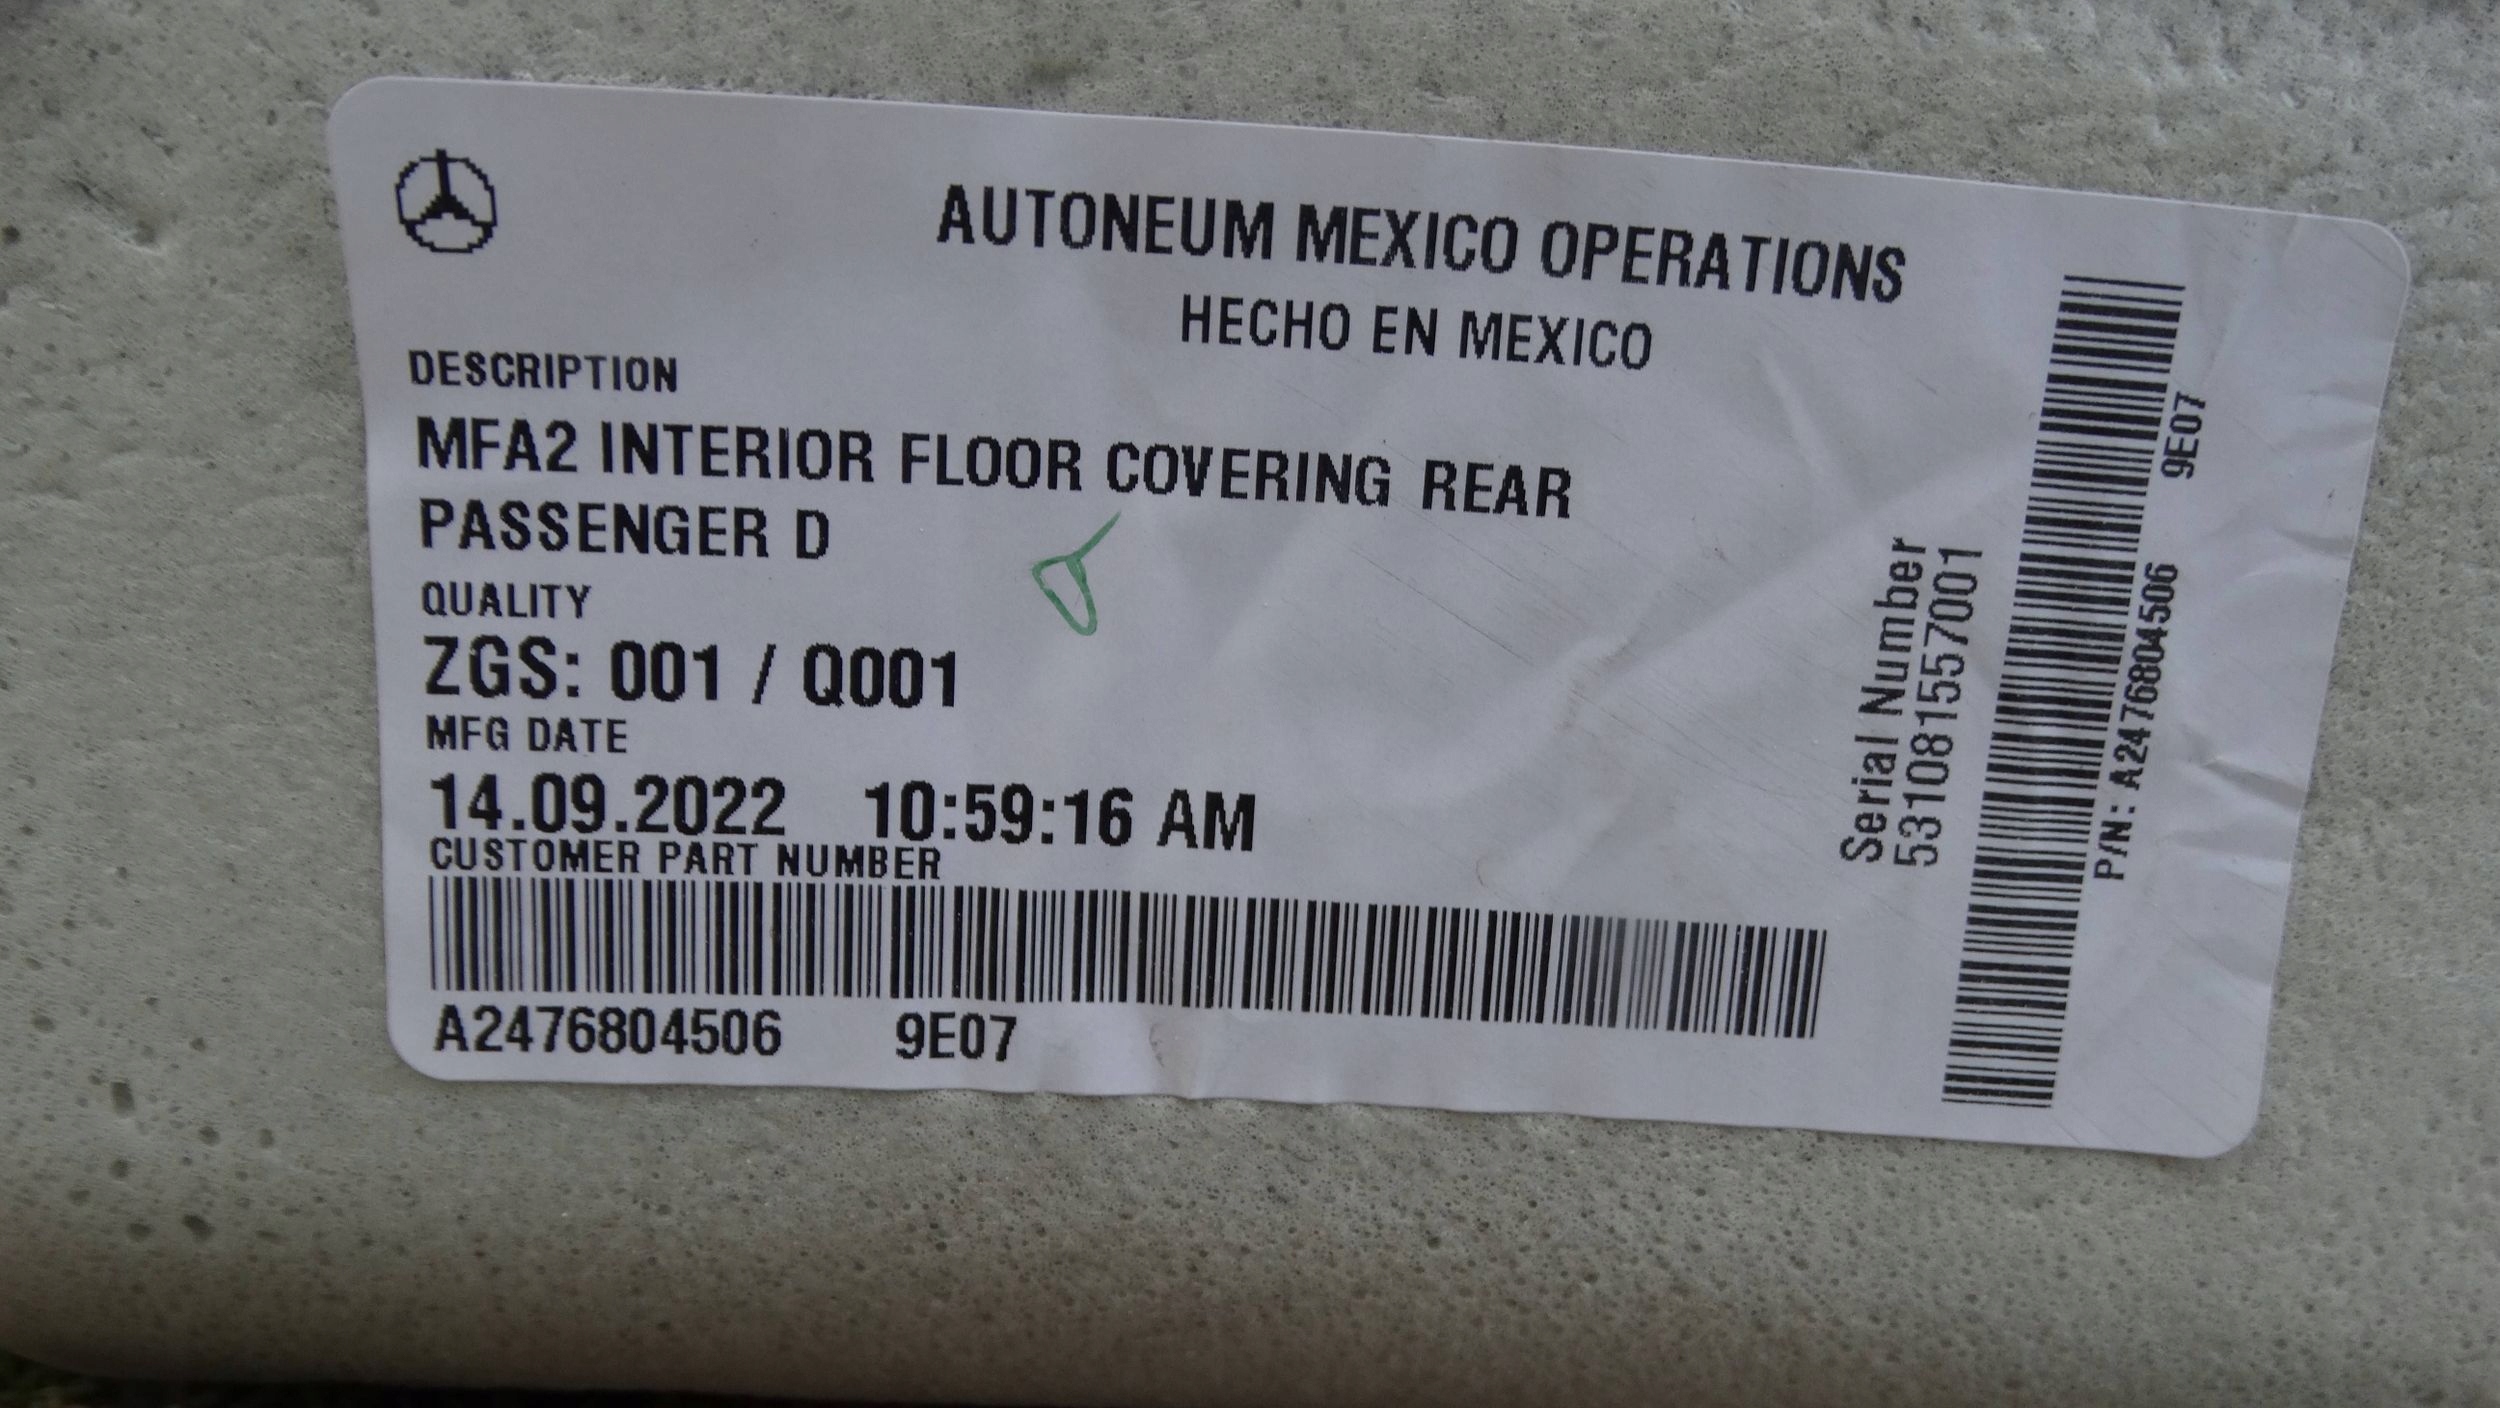 AUTONEUM MEXICO OPERATIONS
HECHO EN MEXICO
DESCRIPTION
MFA2 INTERIOR FLOOR COVERING REAR
PASSENGER D
QUALITY
ZGS: 001 / Q001
MFG DATE
14.09.2022 10:59:16 AM
CUSTOMER PART NUMBER
A2476804506 9E07
Serial Number
531081557001
P/N: A2476804506 9E07